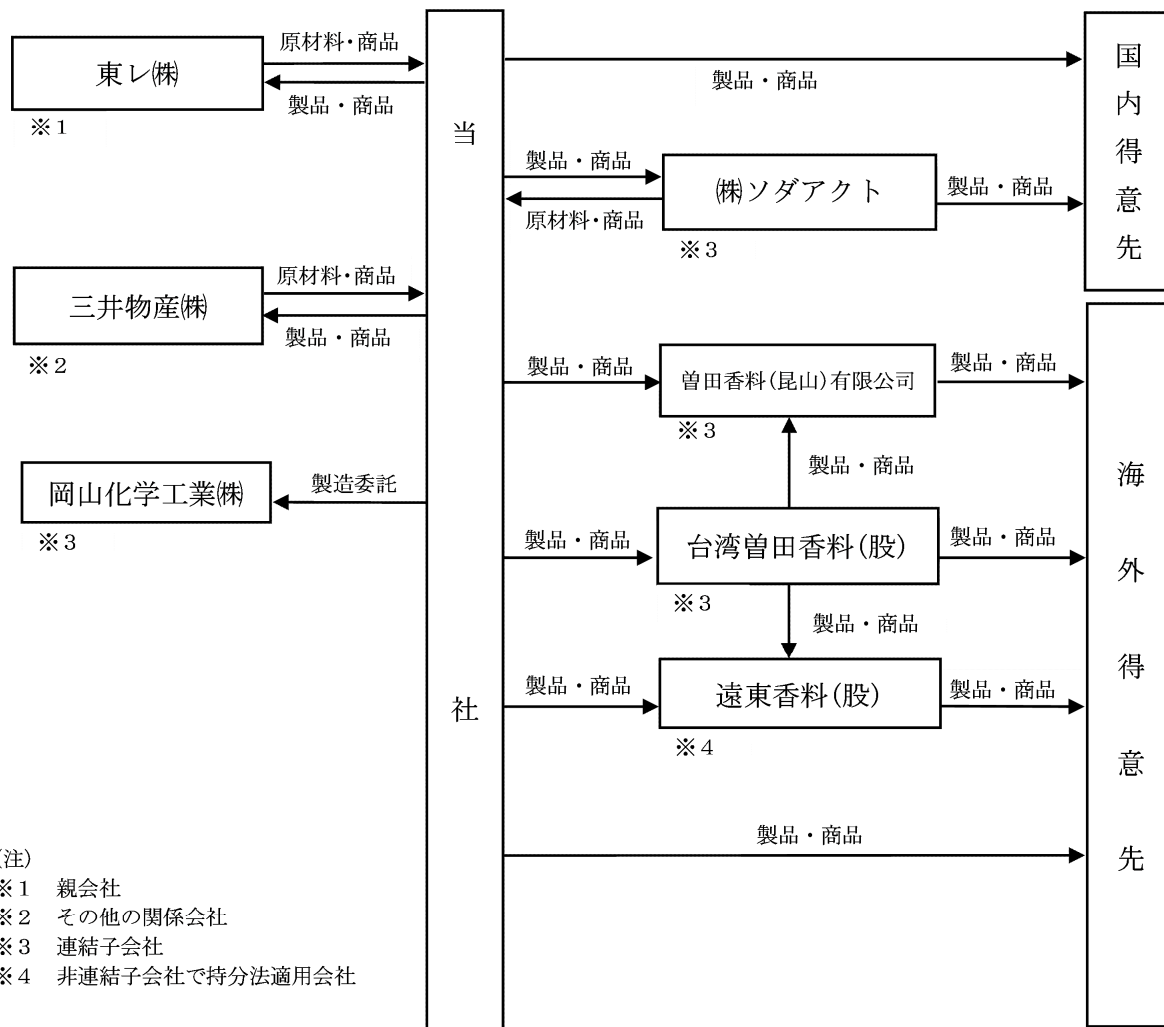 原材料・商品
東レ㈱
製品・商品
※1
製品・商品
国内得意先
当社
製品・商品
㈱ソダアクト
製品・商品
原材料・商品
※3
原材料・商品
三井物産㈱
製品・商品
※2
製品・商品
曽田香料(昆山)有限公司
製品・商品
※3
製品・商品
海外得意先
製造委託
岡山化学工業㈱
※3
製品・商品
台湾曽田香料(股)
製品・商品
※3
製品・商品
製品・商品
遠東香料(股)
製品・商品
※4
製品・商品
(注)
※1 親会社
※2 その他の関係会社
※3 連結子会社
※4 非連結子会社で持分法適用会社